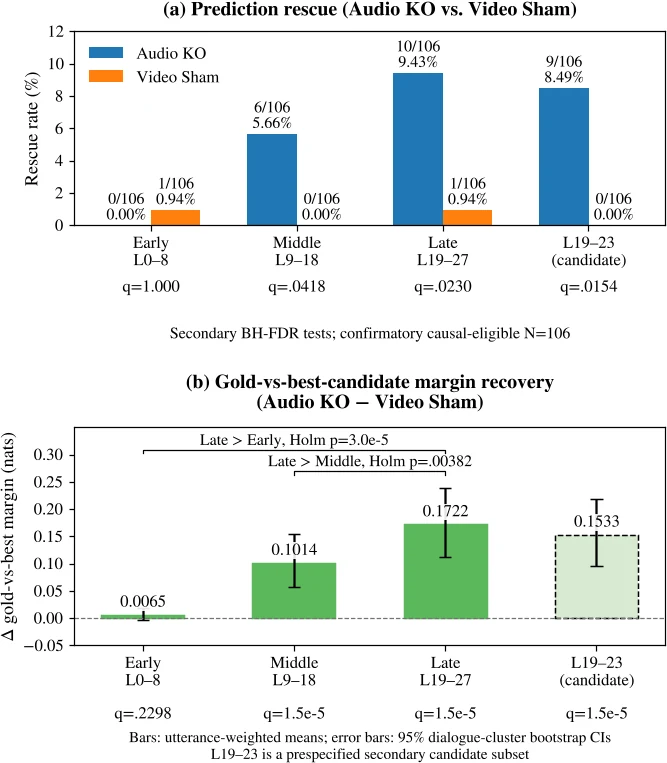 (a) Prediction rescue (Audio KO vs. Video Sham)
12
10
8
6
4
2
0
Rescue rate (%)
Audio KO
Video Sham
0/106
0.00%
1/106
0.94%
6/106
5.66%
0/106
0.00%
10/106
9.43%
1/106
0.94%
9/106
8.49%
0/106
0.00%
Early
L0–8
Middle
L9–18
Late
L19–27
L19–23
(candidate)
q=1.000
q=.0418
q=.0230
q=.0154
Secondary BH-FDR tests; confirmatory causal-eligible N=106
(b) Gold-vs-best-candidate margin recovery
(Audio KO − Video Sham)
0.30
0.25
0.20
0.15
0.10
0.05
0.00
−0.05
Δ gold-vs-best margin (nats)
Late > Early, Holm p=3.0e-5
Late > Middle, Holm p=.00382
0.0065
0.1014
0.1722
0.1533
Early
L0–8
Middle
L9–18
Late
L19–27
L19–23
(candidate)
q=.2298
q=1.5e-5
q=1.5e-5
q=1.5e-5
Bars: utterance-weighted means; error bars: 95% dialogue-cluster bootstrap CIs
L19–23 is a prespecified secondary candidate subset